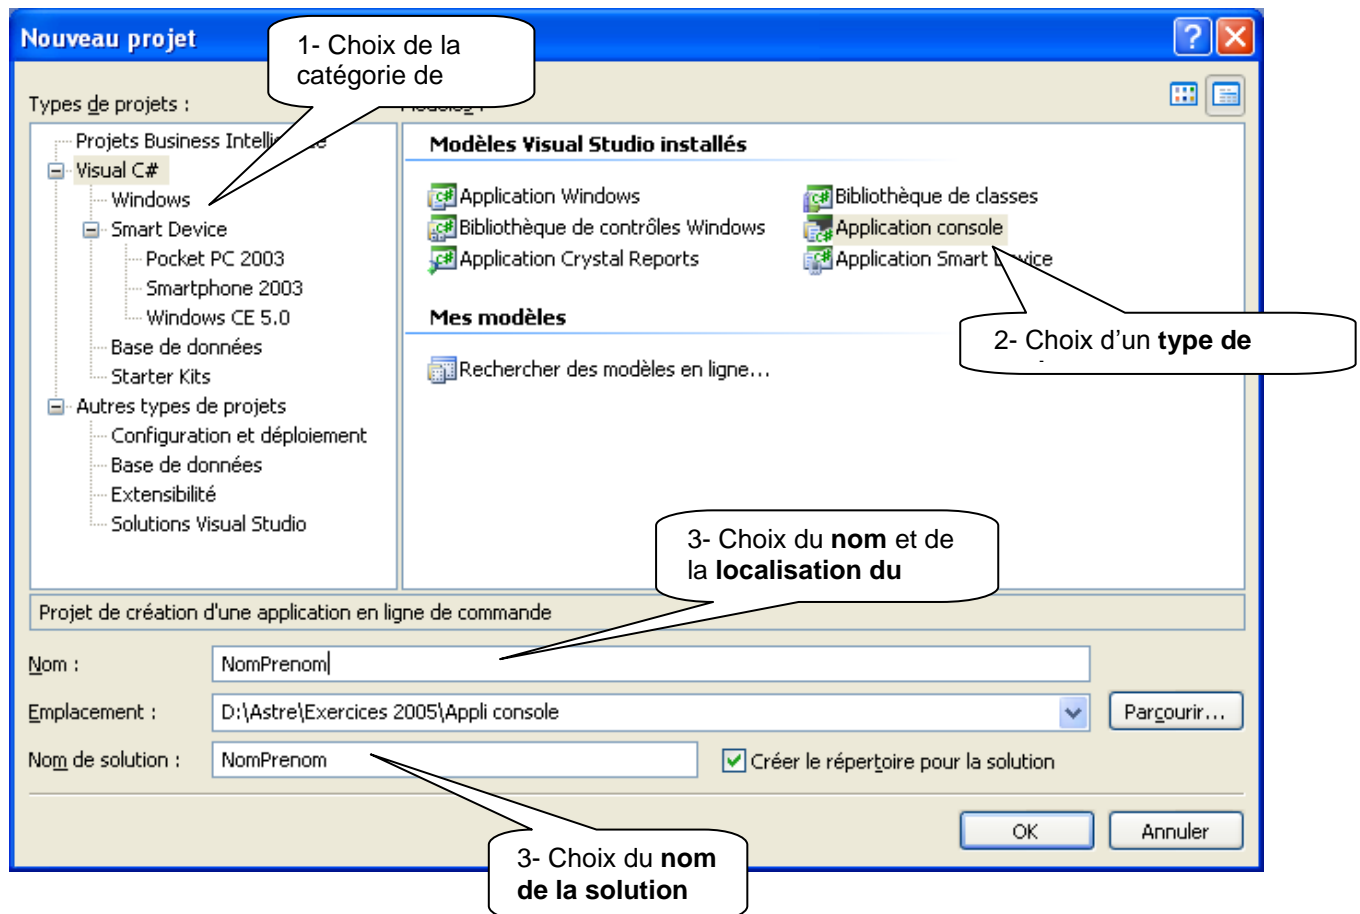 Nouveau projet
1- Choix de la
catégorie de
Types de projets :
Projets Business
Visual C#
Windows
Smart Device
Pocket PC 2003
Smartphone 2003
Windows CE 5.0
Base de données
Starter Kits
Autres types de projets
Configuration et déploiement
Base de données
Extensibilité
Solutions Visual Studio
Modèles Visual Studio installés
Application Windows
Bibliothèque de classes
Bibliothèque de contrôles Windows
Application console
Application Crystal Reports
Application Smart Device
Mes modèles
Rechercher des modèles en ligne...
2- Choix d'un type de
3- Choix du nom et de
la localisation du
Projet de création d'une application en ligne de commande
Nom :
NomPrenom
Emplacement :
D:\Astre\Exercices 2005\Appli console
Parcourir...
Nom de solution :
NomPrenom
Créer le répertoire pour la solution
OK
Annuler
3- Choix du nom
de la solution